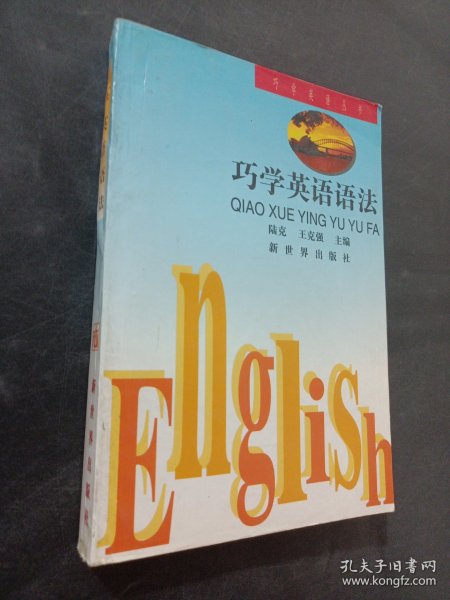 巧学英语丛书
巧学英语语法
QIAO XUE YING YU YU FA
陆克 王克强 主编
新世界出版社
English
新世界出版社
孔夫子旧书网
www.kongfz.com